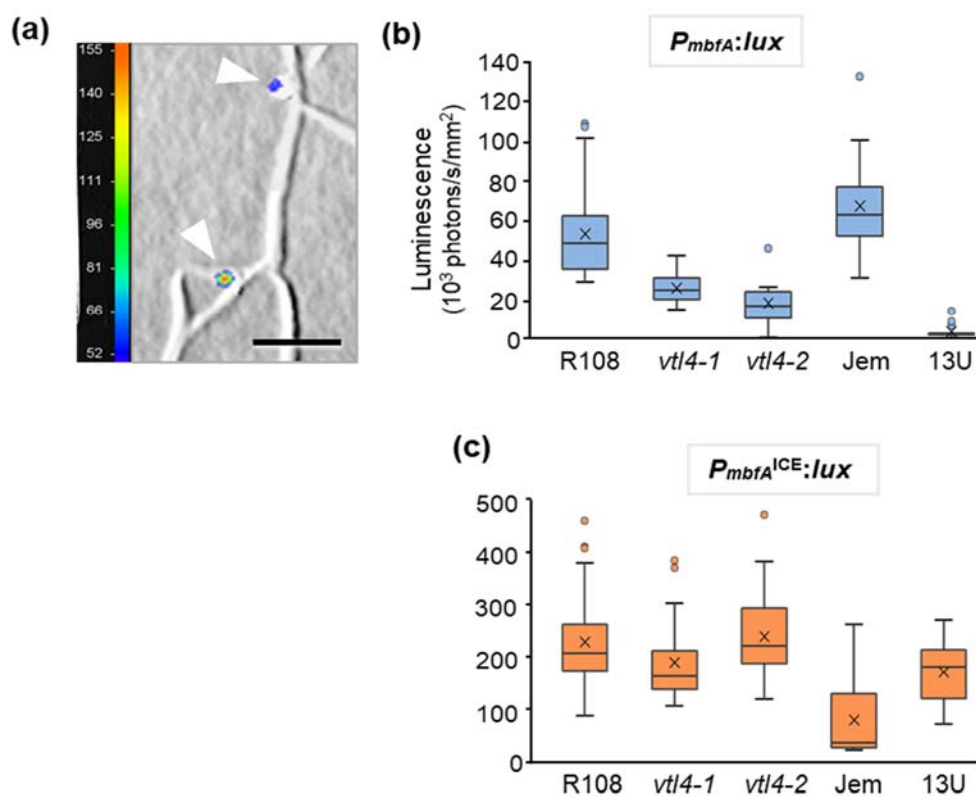 (a)
155
140
125
111
96
81
66
52
(b)
PmbfA:lux
Luminescence
(10³ photons/s/mm²)
140
120
100
80
60
40
20
0
R108 vtl4-1 vtl4-2 Jem 13U
(c)
PmbfAᴵᶜᴱ:lux
500
400
300
200
100
0
R108 vtl4-1 vtl4-2 Jem 13U